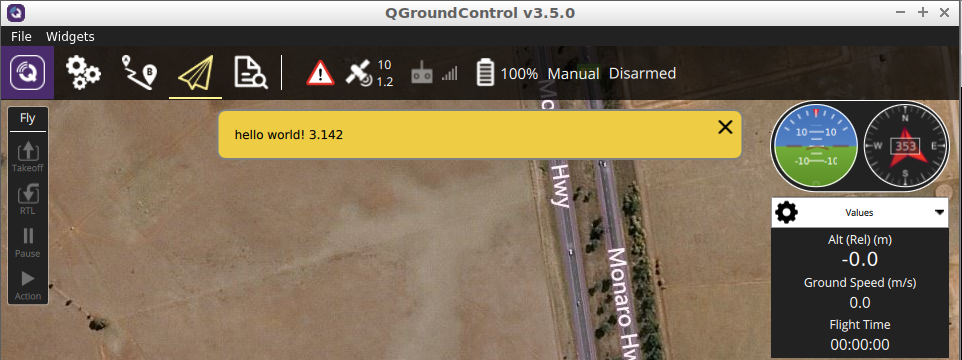 QGroundControl v3.5.0
File Widgets
10
1.2
100% Manual Disarmed
Fly
Takeoff
RTL
Pause
Action
hello world! 3.142
Mo
Hwy
Monaro Hw
10 10
-10 -10
N
W 353 E
S
Values
Alt (Rel) (m)
-0.0
Ground Speed (m/s)
0.0
Flight Time
00:00:00